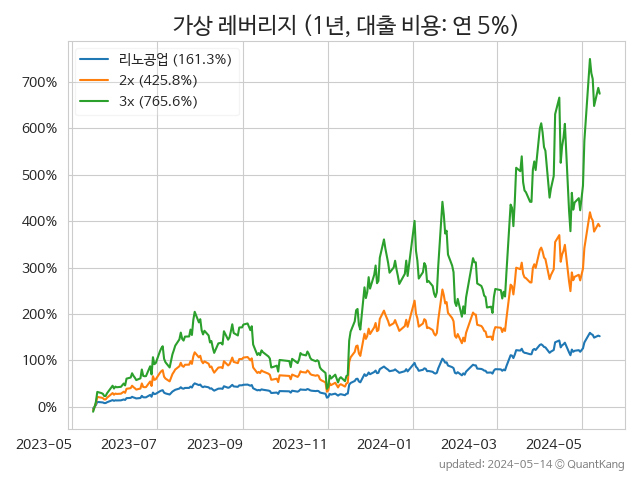 가상 레버리지 (1년, 대출 비용: 연 5%)
리노공업 (161.3%)
2x (425.8%)
3x (765.6%)
700%
600%
500%
400%
300%
200%
100%
0%
2023-05 2023-07 2023-09 2023-11 2024-01 2024-03 2024-05
updated: 2024-05-14 © QuantKang